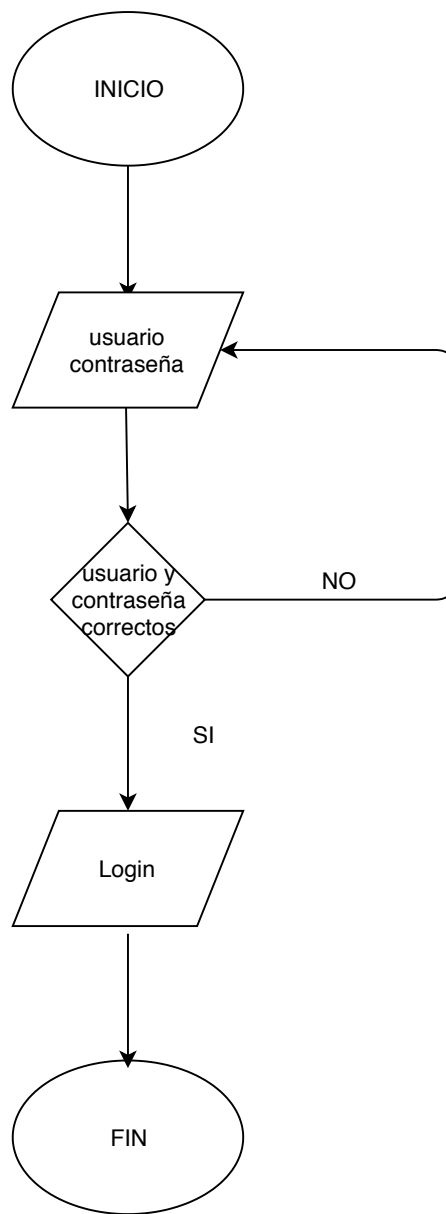 INICIO
usuario
contraseña
usuario y
contraseña
correctos
NO
SI
Login
FIN